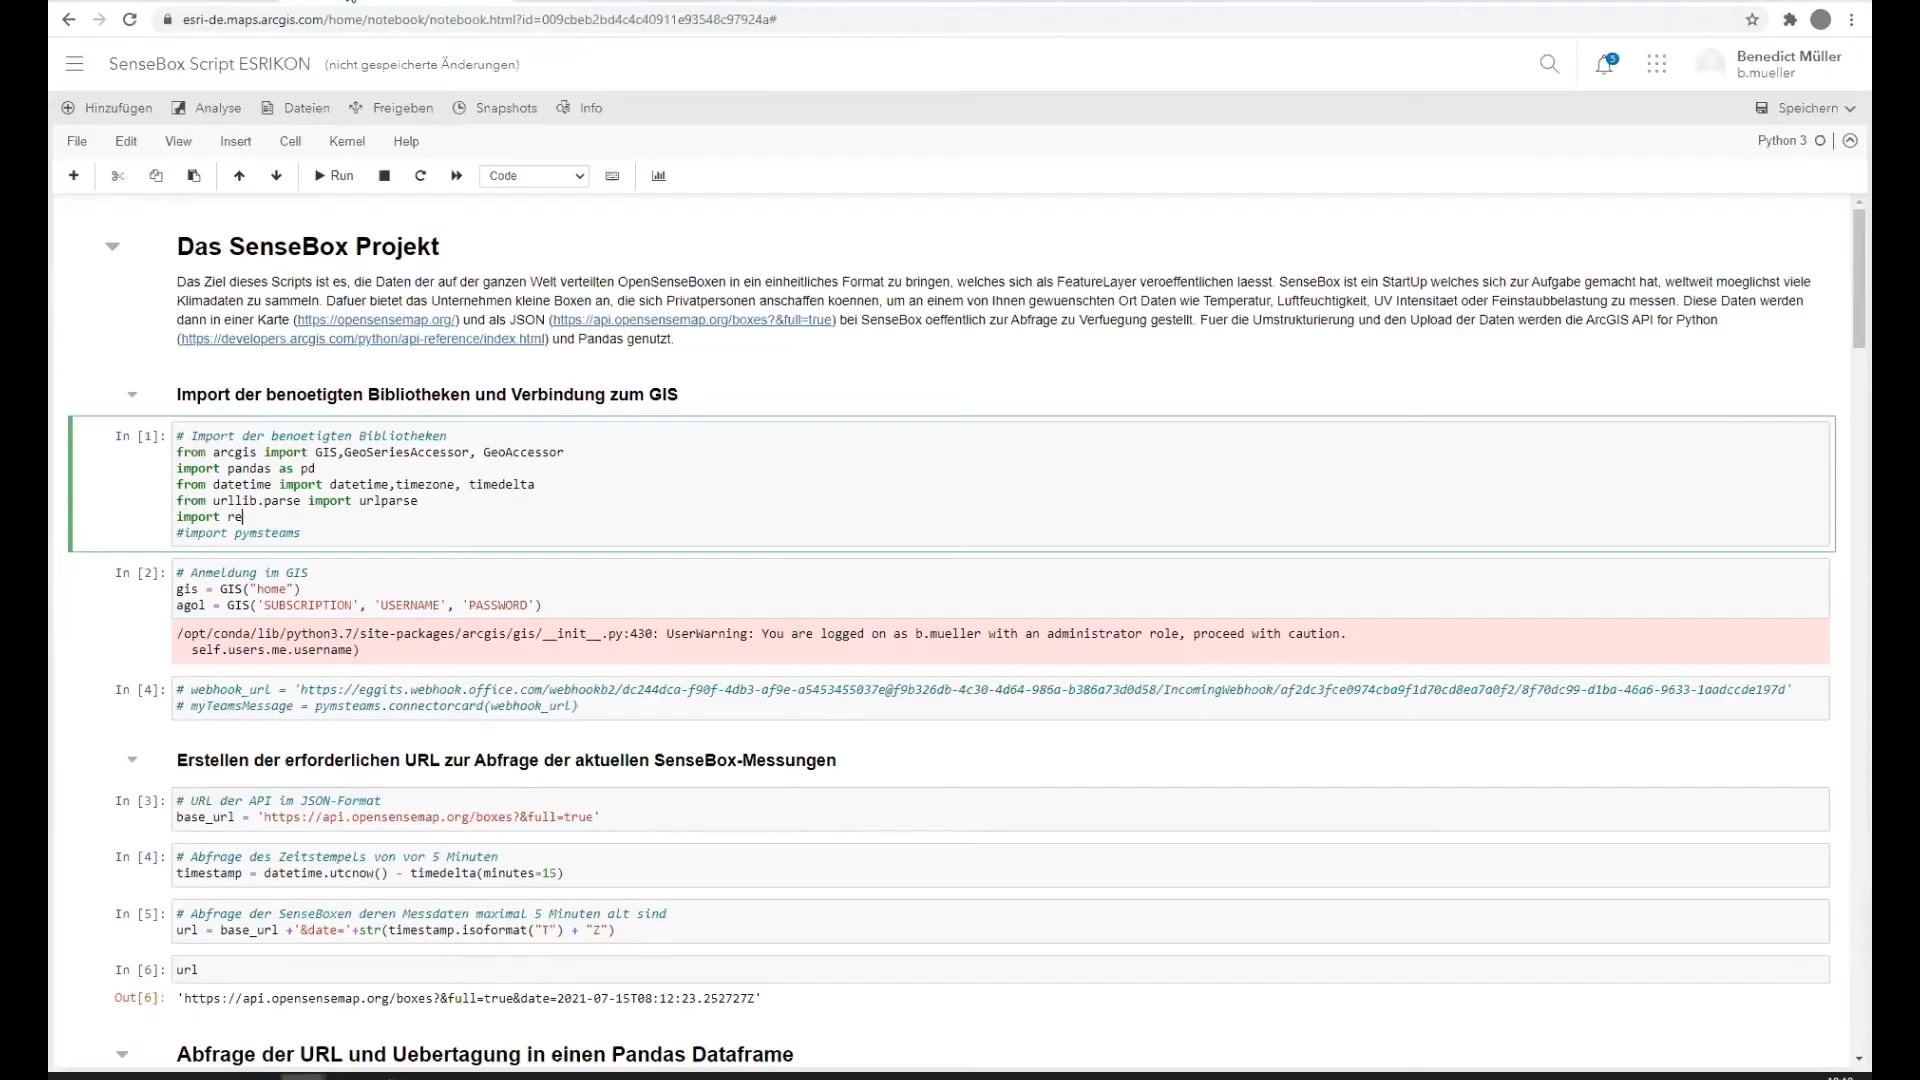 esri-de.maps.arcgis.com/home/notebook/notebook.html?id=009cbeb2bd4c4c40911e93548c97924a#
SenseBox Script ESRIKON (nicht gespeicherte Änderungen)
5
Benedict Müller
b.mueller
Hinzufügen Analyse Dateien Freigeben Snapshots Info Speichern
File Edit View Insert Cell Kernel Help Python 3
Run Code
Das SenseBox Projekt
Das Ziel dieses Scripts ist es, die Daten der auf der ganzen Welt verteilten OpenSenseBoxen in ein einheitliches Format zu bringen, welches sich als FeatureLayer veroeffentlichen laesst. SenseBox ist ein StartUp welches sich zur Aufgabe gemacht hat, weltweit moeglichst viele
Klimadaten zu sammeln. Dafuer bietet das Unternehmen kleine Boxen an, die sich Privatpersonen anschaffen koennen, um an einem von Ihnen gewuenschten Ort Daten wie Temperatur, Luftfeuchtigkeit, UV Intensitaet oder Feinstaubbelastung zu messen. Diese Daten werden
dann in einer Karte (https://opensensemap.org/) und als JSON (https://api.opensensemap.org/boxes?&full=true) bei SenseBox oeffentlich zur Abfrage zu Verfuegung gestellt. Fuer die Umstrukturierung und den Upload der Daten werden die ArcGIS API for Python
(https://developers.arcgis.com/python/api-reference/index.html) und Pandas genutzt.
Import der benoetigten Bibliotheken und Verbindung zum GIS
In [1]: # Import der benoetigten Bibliotheken
from arcgis import GIS,GeoSeriesAccessor, GeoAccessor
import pandas as pd
from datetime import datetime,timezone, timedelta
from urllib.parse import urlparse
import re
#import pymsteams
In [2]: # Anmeldung im GIS
gis = GIS("home")
agol = GIS('SUBSCRIPTION', 'USERNAME', 'PASSWORD')
/opt/conda/lib/python3.7/site-packages/arcgis/gis/__init__.py:430: UserWarning: You are logged on as b.mueller with an administrator role, proceed with caution.
self.users.me.username)
In [4]: # webhook_url = 'https://eggits.webhook.office.com/webhookb2/dc244dca-f90f-4db3-af9e-a5453455037e@f9b326db-4c30-4d64-986a-b386a73d0d58/IncomingWebhook/af2dc3fce0974cba9f1d70cd8ea7a0f2/8f70dc99-d1ba-46a6-9633-1aadccde197d'
# myTeamsMessage = pymsteams.connectorcard(webhook_url)
Erstellen der erforderlichen URL zur Abfrage der aktuellen SenseBox-Messungen
In [3]: # URL der API im JSON-Format
base_url = 'https://api.opensensemap.org/boxes?&full=true'
In [4]: # Abfrage des Zeitstempels von vor 5 Minuten
timestamp = datetime.utcnow() - timedelta(minutes=15)
In [5]: # Abfrage der SenseBoxen deren Messdaten maximal 5 Minuten alt sind
url = base_url +'&date='+str(timestamp.isoformat("T") + "Z")
In [6]: url
Out[6]: 'https://api.opensensemap.org/boxes?&full=true&date=2021-07-15T08:12:23.252727Z'
Abfrage der URL und Uebertagung in einen Pandas Dataframe